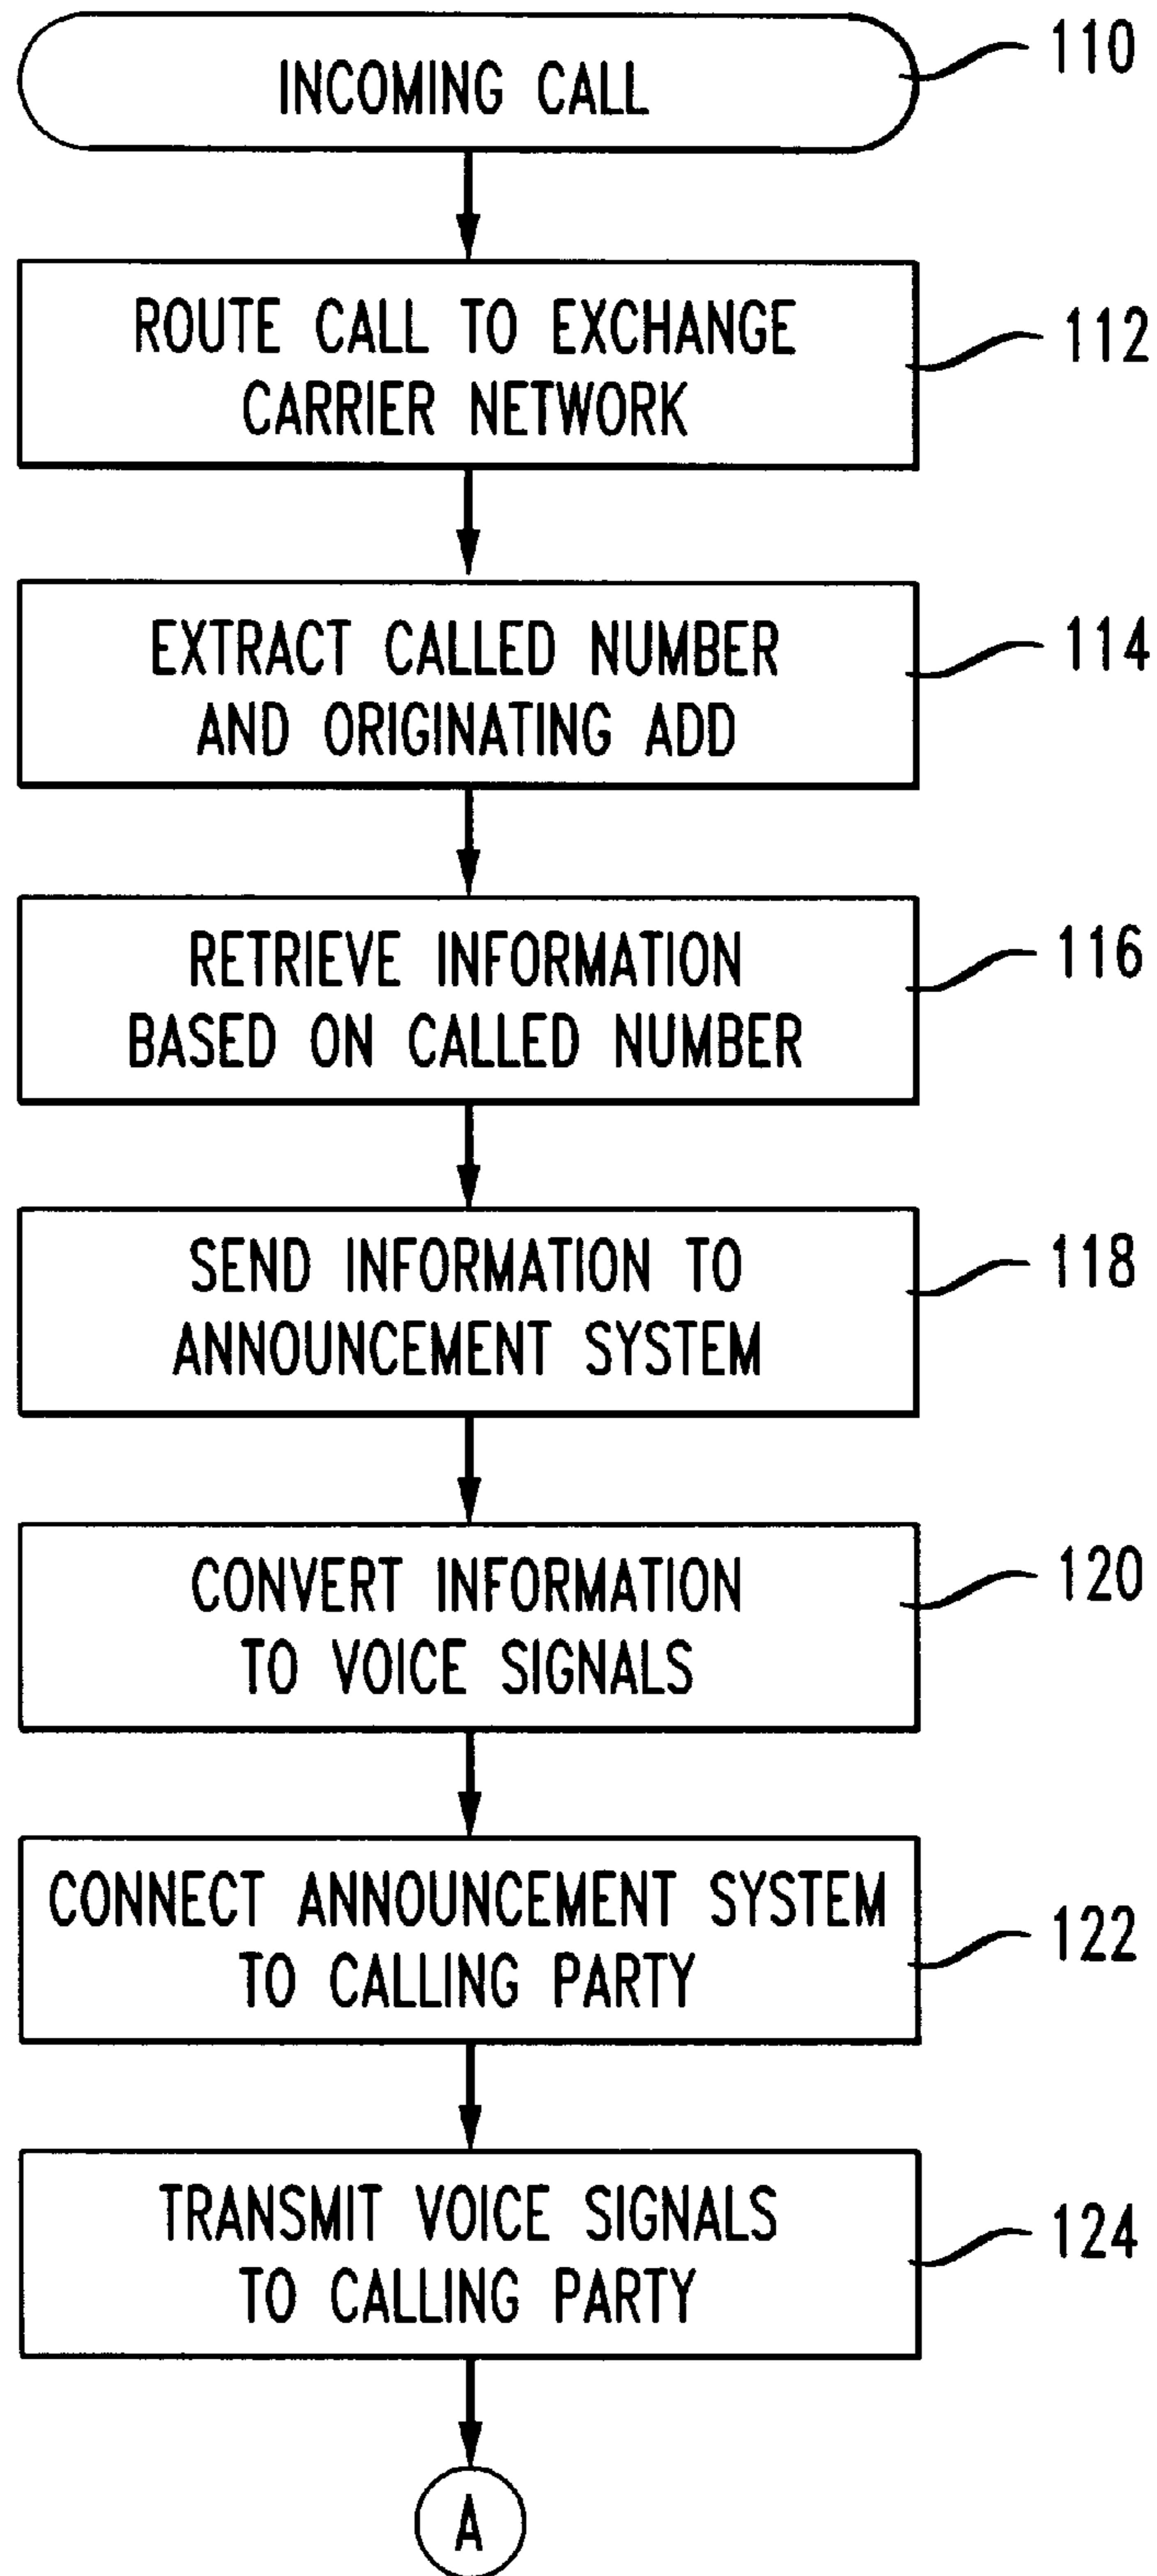 INCOMING CALL
110
ROUTE CALL TO EXCHANGE
CARRIER NETWORK
112
EXTRACT CALLED NUMBER
AND ORIGINATING ADD
114
RETRIEVE INFORMATION
BASED ON CALLED NUMBER
116
SEND INFORMATION TO
ANNOUNCEMENT SYSTEM
118
CONVERT INFORMATION
TO VOICE SIGNALS
120
CONNECT ANNOUNCEMENT SYSTEM
TO CALLING PARTY
122
TRANSMIT VOICE SIGNALS
TO CALLING PARTY
124
A